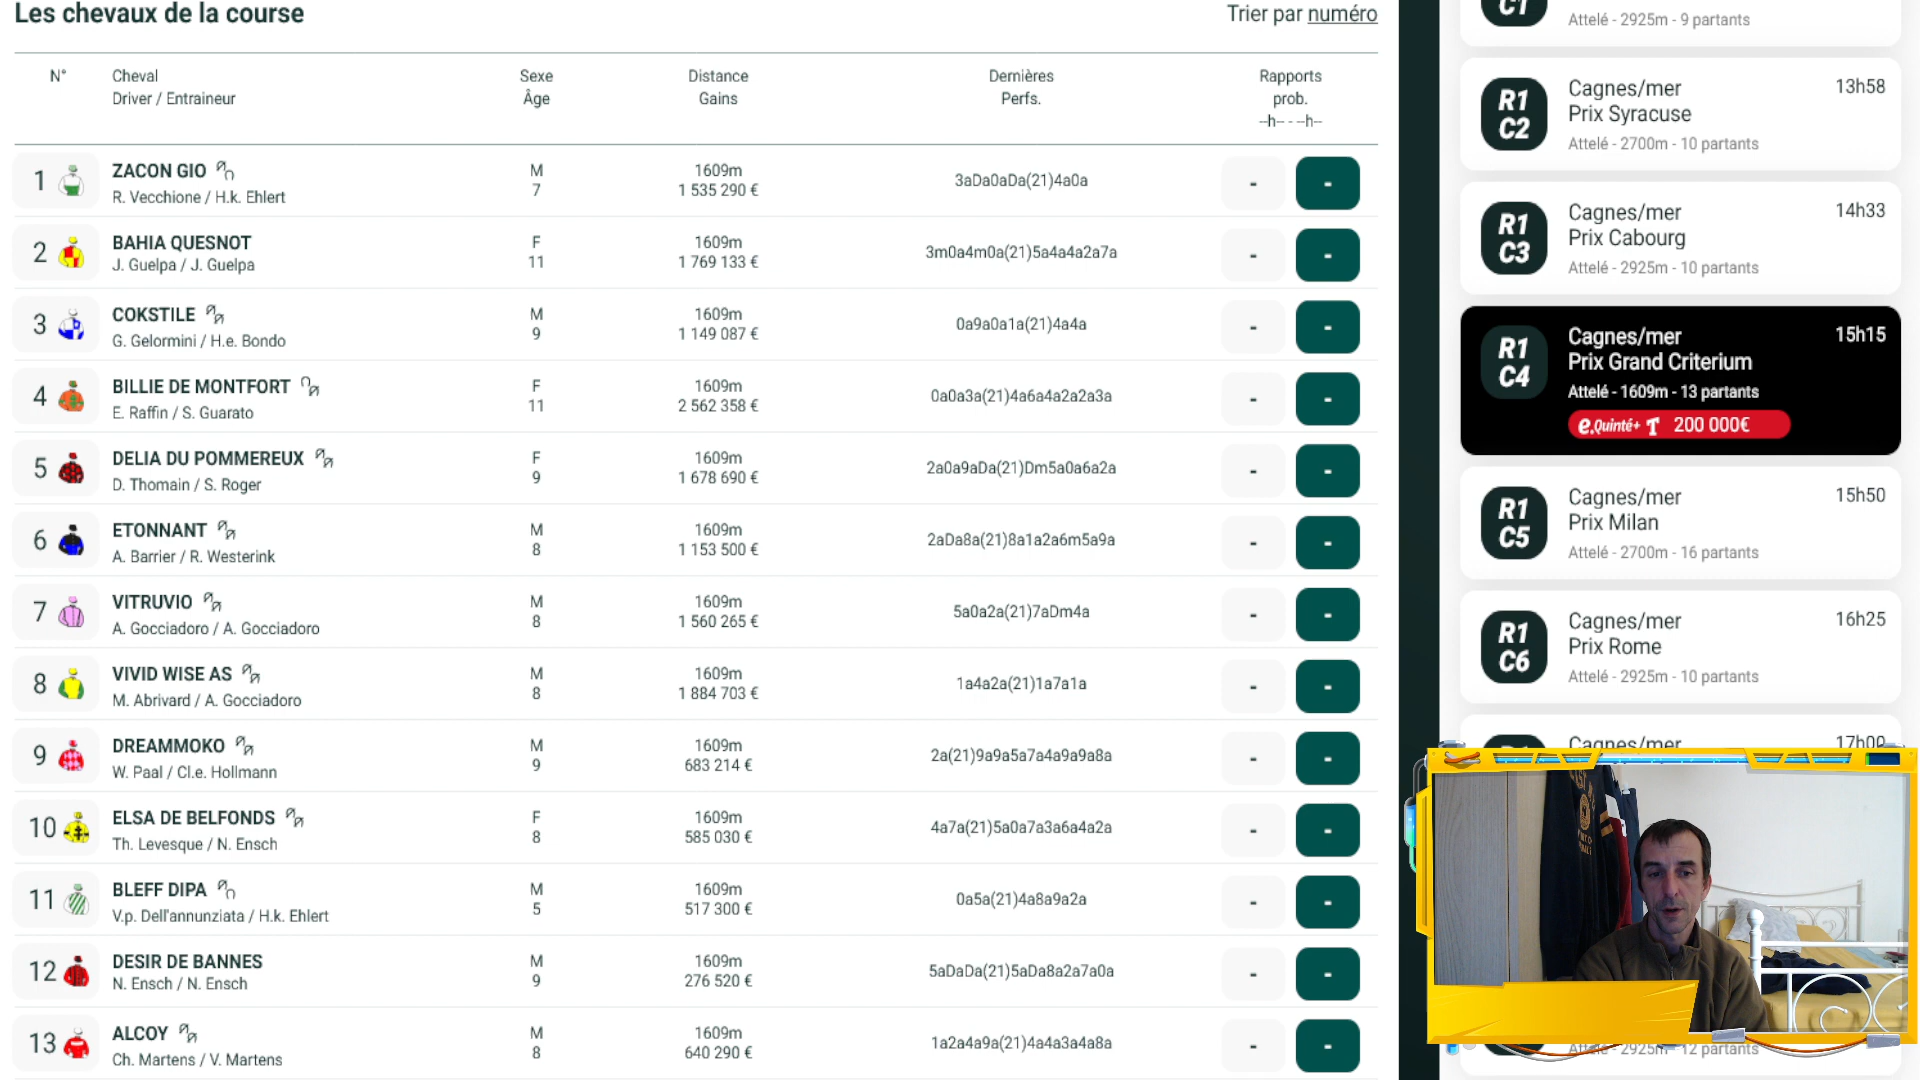 Les chevaux de la course
Trier par numéro
N° Cheval Sexe Distance Dernières Rapports
Driver / Entraineur Âge Gains Perfs. prob.
--h-- - --h--
1 ZACON GIO M 1609m 3aDa0aDa(21)4a0a - -
R. Vecchione / H.k. Ehlert 7 1 535 290 €
2 BAHIA QUESNOT F 1609m 3m0a4m0a(21)5a4a4a2a7a - -
J. Guelpa / J. Guelpa 11 1 769 133 €
3 COKSTILE M 1609m 0a9a0a1a(21)4a4a - -
G. Gelormini / H.e. Bondo 9 1 149 087 €
4 BILLIE DE MONTFORT F 1609m 0a0a3a(21)4a6a4a2a2a3a - -
E. Raffin / S. Guarato 11 2 562 358 €
5 DELIA DU POMMEREUX F 1609m 2a0a9aDa(21)Dm5a0a6a2a - -
D. Thomain / S. Roger 9 1 678 690 €
6 ETONNANT M 1609m 2aDa8a(21)8a1a2a6m5a9a - -
A. Barrier / R. Westerink 8 1 153 500 €
7 VITRUVIO M 1609m 5a0a2a(21)7aDm4a - -
A. Gocciadoro / A. Gocciadoro 8 1 560 265 €
8 VIVID WISE AS M 1609m 1a4a2a(21)1a7a1a - -
M. Abrivard / A. Gocciadoro 8 1 884 703 €
9 DREAMMOKO M 1609m 2a(21)9a9a5a7a4a9a9a8a - -
W. Paal / Cl.e. Hollmann 9 683 214 €
10 ELSA DE BELFONDS F 1609m 4a7a(21)5a0a7a3a6a4a2a - -
Th. Levesque / N. Ensch 8 585 030 €
11 BLEFF DIPA M 1609m 0a5a(21)4a8a9a2a - -
V.p. Dell'annunziata / H.k. Ehlert 5 517 300 €
12 DESIR DE BANNES M 1609m 5aDaDa(21)5aDa8a2a7a0a - -
N. Ensch / N. Ensch 9 276 520 €
13 ALCOY M 1609m 1a2a4a9a(21)4a4a3a4a8a - -
Ch. Martens / V. Martens 8 640 290 €
C1
Attelé - 2925m - 9 partants
R1 C2
Cagnes/mer 13h58
Prix Syracuse
Attelé - 2700m - 10 partants
R1 C3
Cagnes/mer 14h33
Prix Cabourg
Attelé - 2925m - 10 partants
R1 C4
Cagnes/mer 15h15
Prix Grand Criterium
Attelé - 1609m - 13 partants
e.Quinté+ T 200 000€
R1 C5
Cagnes/mer 15h50
Prix Milan
Attelé - 2700m - 16 partants
R1 C6
Cagnes/mer 16h25
Prix Rome
Attelé - 2925m - 10 partants
Cagnes/mer 17h00
Attelé - 2925m - 12 partants